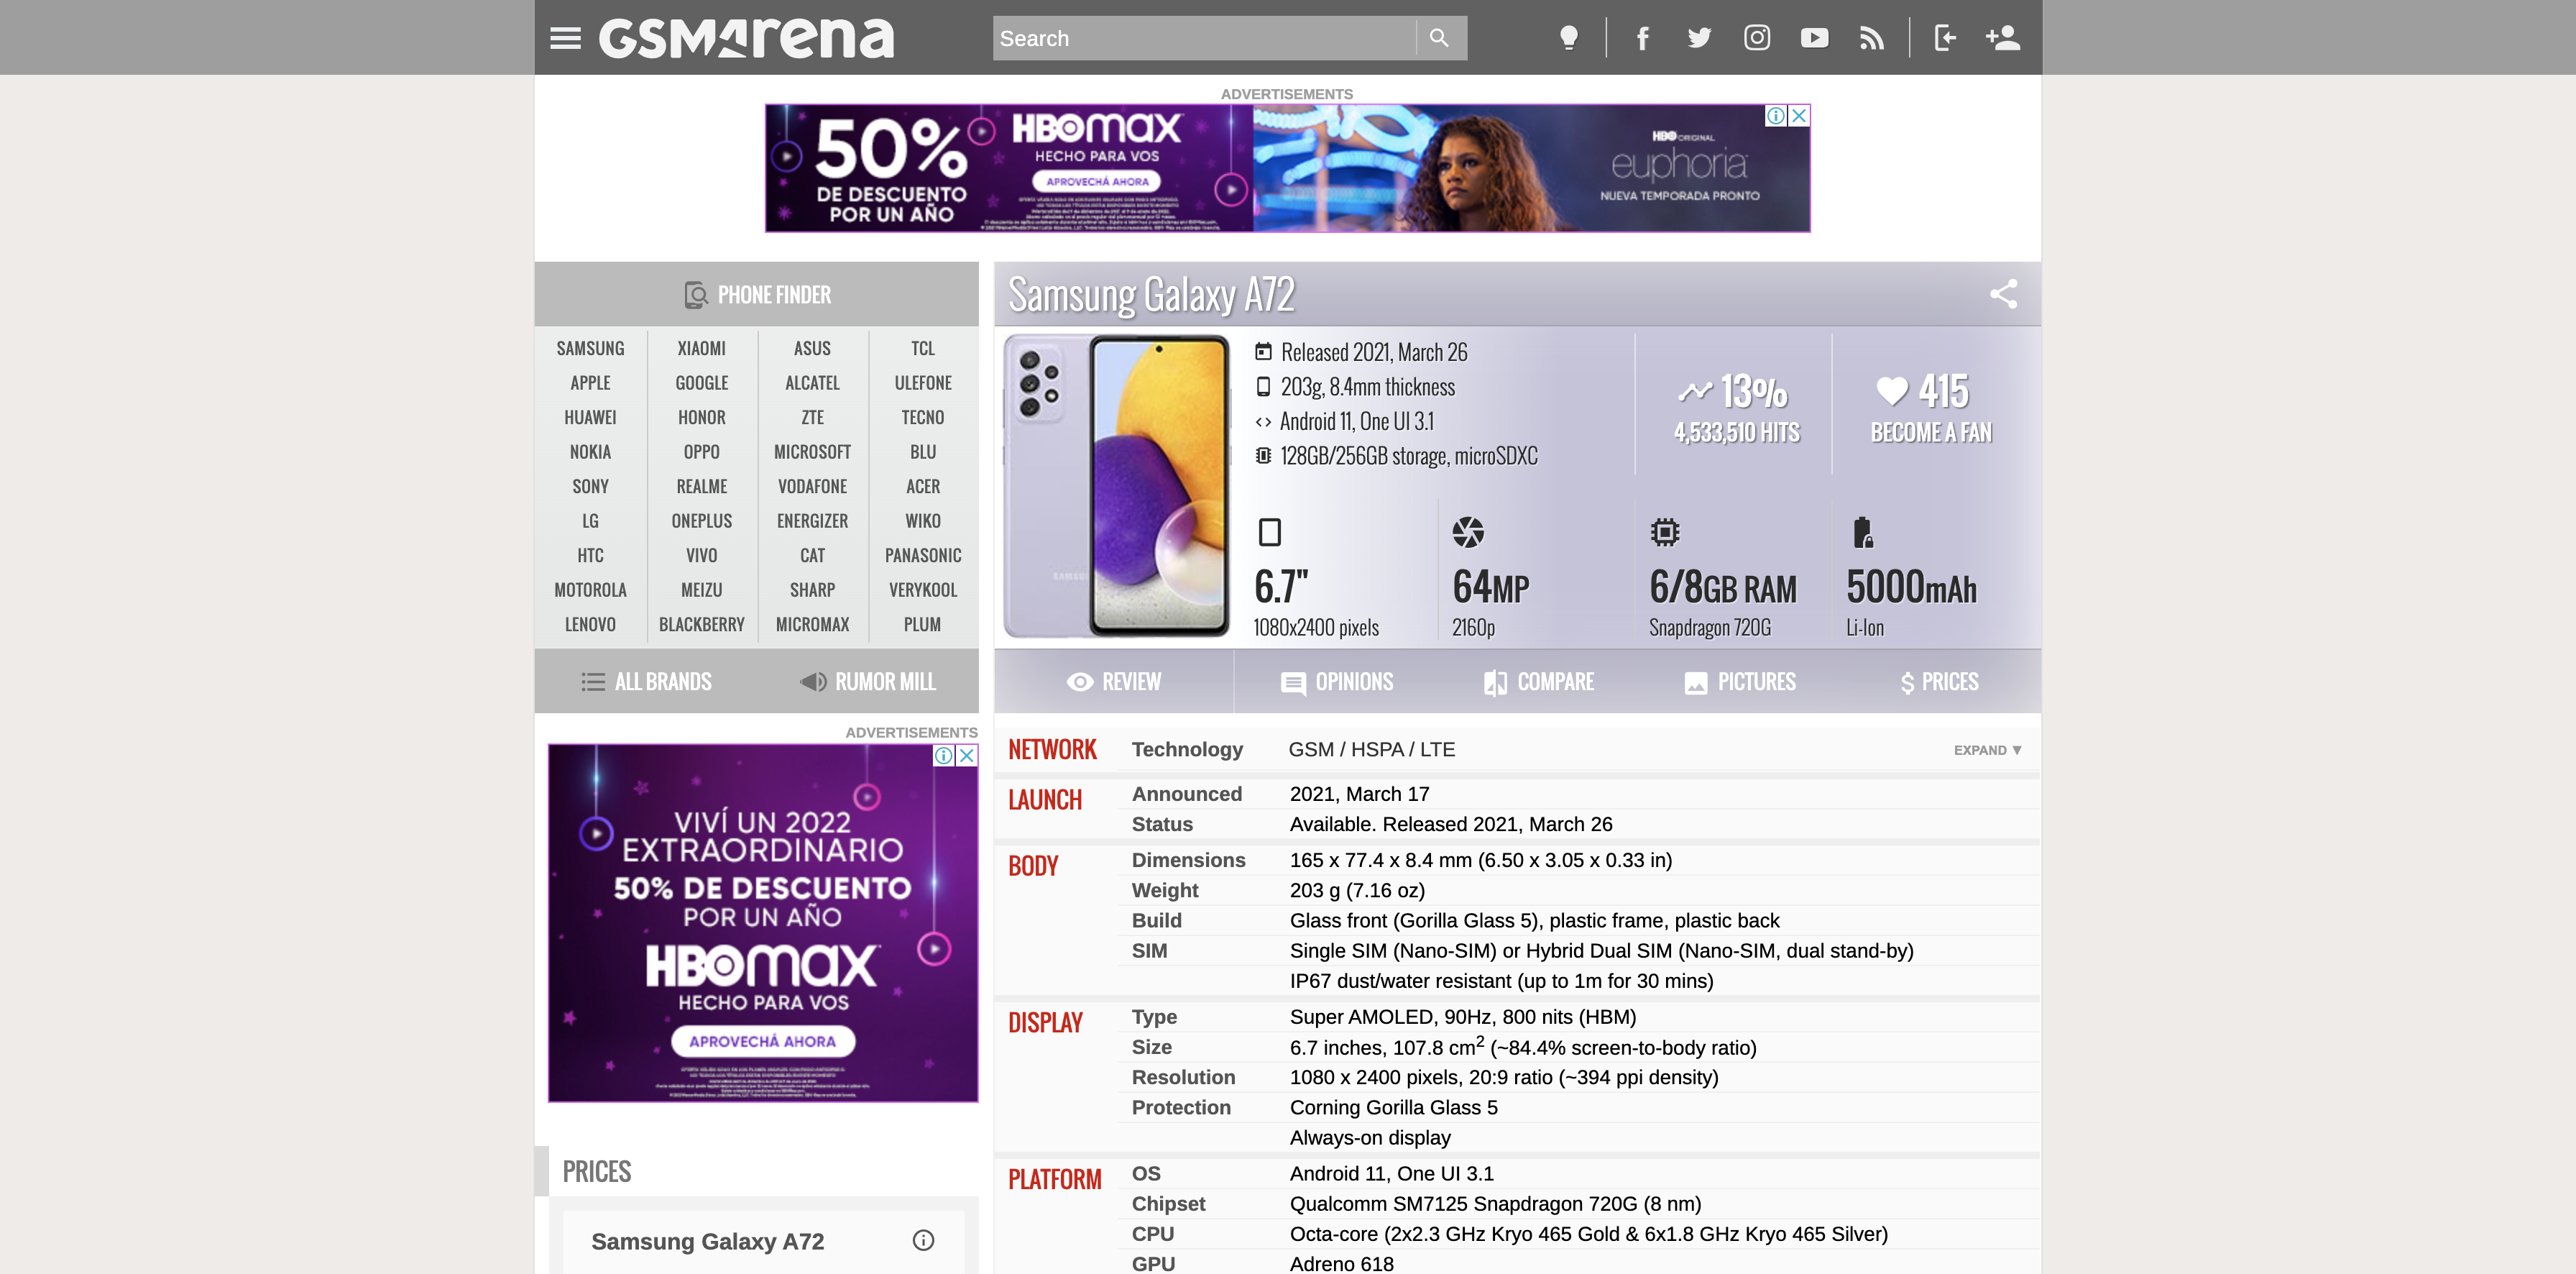 GSMArena
Search
ADVERTISEMENTS
50%
DE DESCUENTO
POR UN AÑO
HBOmax
HECHO PARA VOS
APROVECHÁ AHORA
HBO ORIGINAL
euphoria
NUEVA TEMPORADA PRONTO
PHONE FINDER
SAMSUNG XIAOMI ASUS TCL
APPLE GOOGLE ALCATEL ULEFONE
HUAWEI HONOR ZTE TECNO
NOKIA OPPO MICROSOFT BLU
SONY REALME VODAFONE ACER
LG ONEPLUS ENERGIZER WIKO
HTC VIVO CAT PANASONIC
MOTOROLA MEIZU SHARP VERYKOOL
LENOVO BLACKBERRY MICROMAX PLUM
ALL BRANDS RUMOR MILL
ADVERTISEMENTS
VIVÍ UN 2022
EXTRAORDINARIO
50% DE DESCUENTO
POR UN AÑO
HBOmax
HECHO PARA VOS
APROVECHÁ AHORA
PRICES
Samsung Galaxy A72
Samsung Galaxy A72
Released 2021, March 26
203g, 8.4mm thickness
Android 11, One UI 3.1
128GB/256GB storage, microSDXC
13%
4,533,510 HITS
415
BECOME A FAN
6.7"
1080x2400 pixels
64MP
2160p
6/8GB RAM
Snapdragon 720G
5000mAh
Li-Ion
REVIEW OPINIONS COMPARE PICTURES PRICES
NETWORK Technology GSM / HSPA / LTE EXPAND ▼
LAUNCH Announced 2021, March 17
Status Available. Released 2021, March 26
BODY Dimensions 165 x 77.4 x 8.4 mm (6.50 x 3.05 x 0.33 in)
Weight 203 g (7.16 oz)
Build Glass front (Gorilla Glass 5), plastic frame, plastic back
SIM Single SIM (Nano-SIM) or Hybrid Dual SIM (Nano-SIM, dual stand-by)
IP67 dust/water resistant (up to 1m for 30 mins)
DISPLAY Type Super AMOLED, 90Hz, 800 nits (HBM)
Size 6.7 inches, 107.8 cm2 (~84.4% screen-to-body ratio)
Resolution 1080 x 2400 pixels, 20:9 ratio (~394 ppi density)
Protection Corning Gorilla Glass 5
Always-on display
PLATFORM OS Android 11, One UI 3.1
Chipset Qualcomm SM7125 Snapdragon 720G (8 nm)
CPU Octa-core (2x2.3 GHz Kryo 465 Gold & 6x1.8 GHz Kryo 465 Silver)
GPU Adreno 618